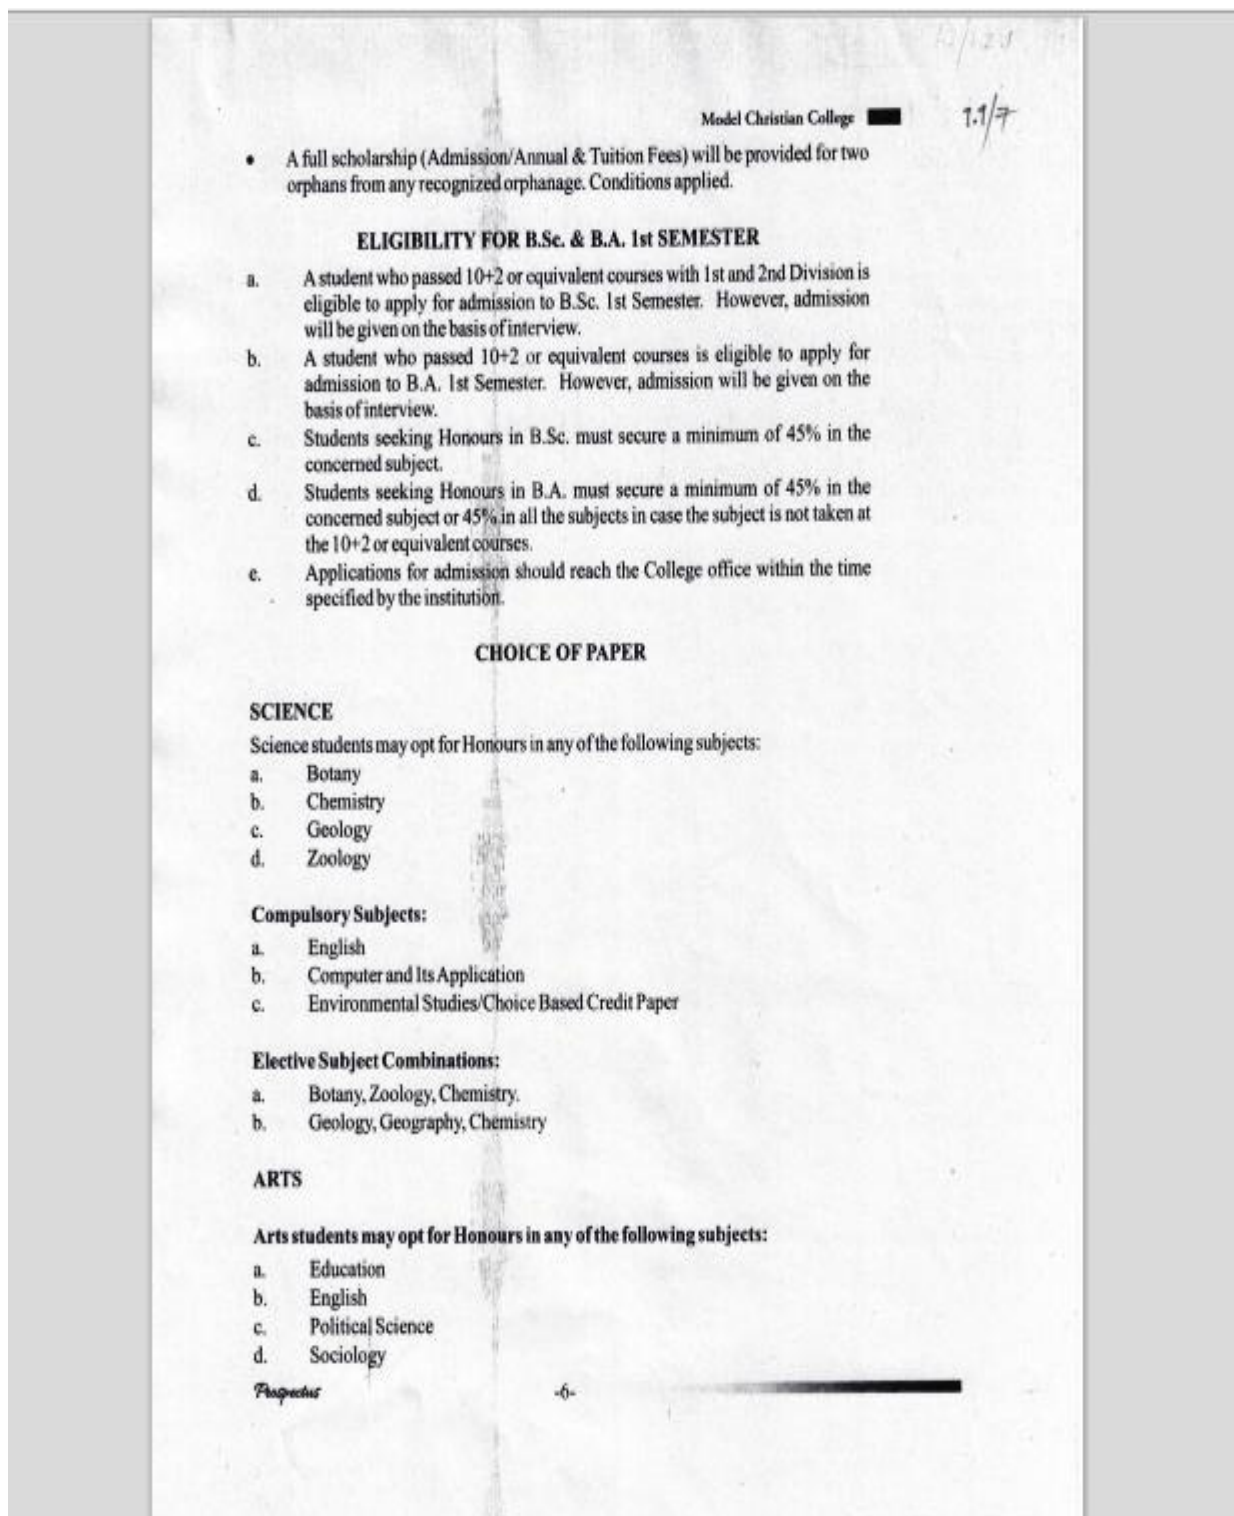 Model Christian College
1.1/7
• A full scholarship (Admission/Annual & Tuition Fees) will be provided for two
orphans from any recognized orphanage. Conditions applied.
ELIGIBILITY FOR B.Sc. & B.A. 1st SEMESTER
a. A student who passed 10+2 or equivalent courses with 1st and 2nd Division is
eligible to apply for admission to B.Sc. 1st Semester. However, admission
will be given on the basis of interview.
b. A student who passed 10+2 or equivalent courses is eligible to apply for
admission to B.A. 1st Semester. However, admission will be given on the
basis of interview.
c. Students seeking Honours in B.Sc. must secure a minimum of 45% in the
concerned subject.
d. Students seeking Honours in B.A. must secure a minimum of 45% in the
concerned subject or 45% in all the subjects in case the subject is not taken at
the 10+2 or equivalent courses.
e. Applications for admission should reach the College office within the time
specified by the institution.
CHOICE OF PAPER
SCIENCE
Science students may opt for Honours in any of the following subjects:
a. Botany
b. Chemistry
c. Geology
d. Zoology
Compulsory Subjects:
a. English
b. Computer and Its Application
c. Environmental Studies/Choice Based Credit Paper
Elective Subject Combinations:
a. Botany, Zoology, Chemistry.
b. Geology, Geography, Chemistry
ARTS
Arts students may opt for Honours in any of the following subjects:
a. Education
b. English
c. Political Science
d. Sociology
Prospectus
-6-